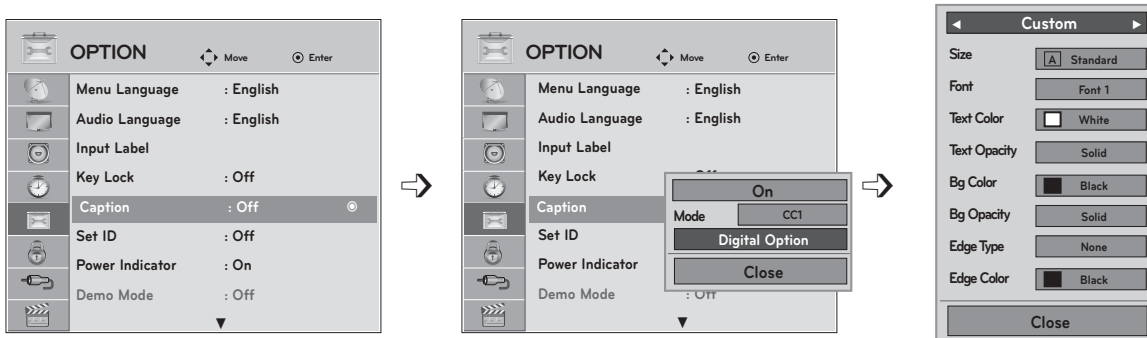 OPTION Move Enter
Menu Language : English
Audio Language : English
Input Label
Key Lock : Off
Caption : Off
Set ID : Off
Power Indicator : On
Demo Mode : Off
OPTION Move Enter
Menu Language : English
Audio Language : English
Input Label
Key Lock : Off
Caption
Set ID
Power Indicator
Demo Mode : Off
On
Mode CC1
Digital Option
Close
Custom
Size A Standard
Font Font 1
Text Color White
Text Opacity Solid
Bg Color Black
Bg Opacity Solid
Edge Type None
Edge Color Black
Close